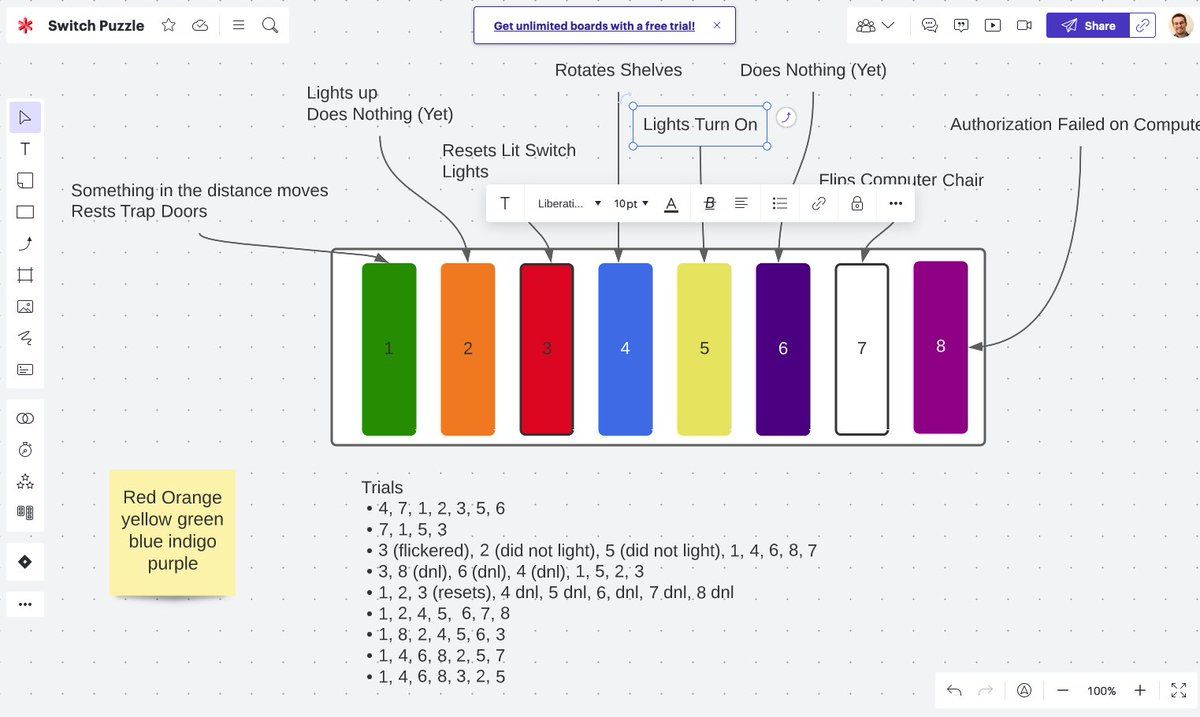 Switch Puzzle
Get unlimited boards with a free trial!
Share
Rotates Shelves
Does Nothing (Yet)
Lights up
Does Nothing (Yet)
Lights Turn On
Authorization Failed on Compute
Resets Lit Switch
Lights
Flips Computer Chair
Something in the distance moves
Rests Trap Doors
T
T
Liberati...
10pt
A
B
1
2
3
4
5
6
7
8
Red Orange
yellow green
blue indigo
purple
Trials
• 4, 7, 1, 2, 3, 5, 6
• 7, 1, 5, 3
• 3 (flickered), 2 (did not light), 5 (did not light), 1, 4, 6, 8, 7
• 3, 8 (dnl), 6 (dnl), 4 (dnl), 1, 5, 2, 3
• 1, 2, 3 (resets), 4 dnl, 5 dnl, 6, dnl, 7 dnl, 8 dnl
• 1, 2, 4, 5,  6, 7, 8
• 1, 8, 2, 4, 5, 6, 3
• 1, 4, 6, 8, 2, 5, 7
• 1, 4, 6, 8, 3, 2, 5
100%